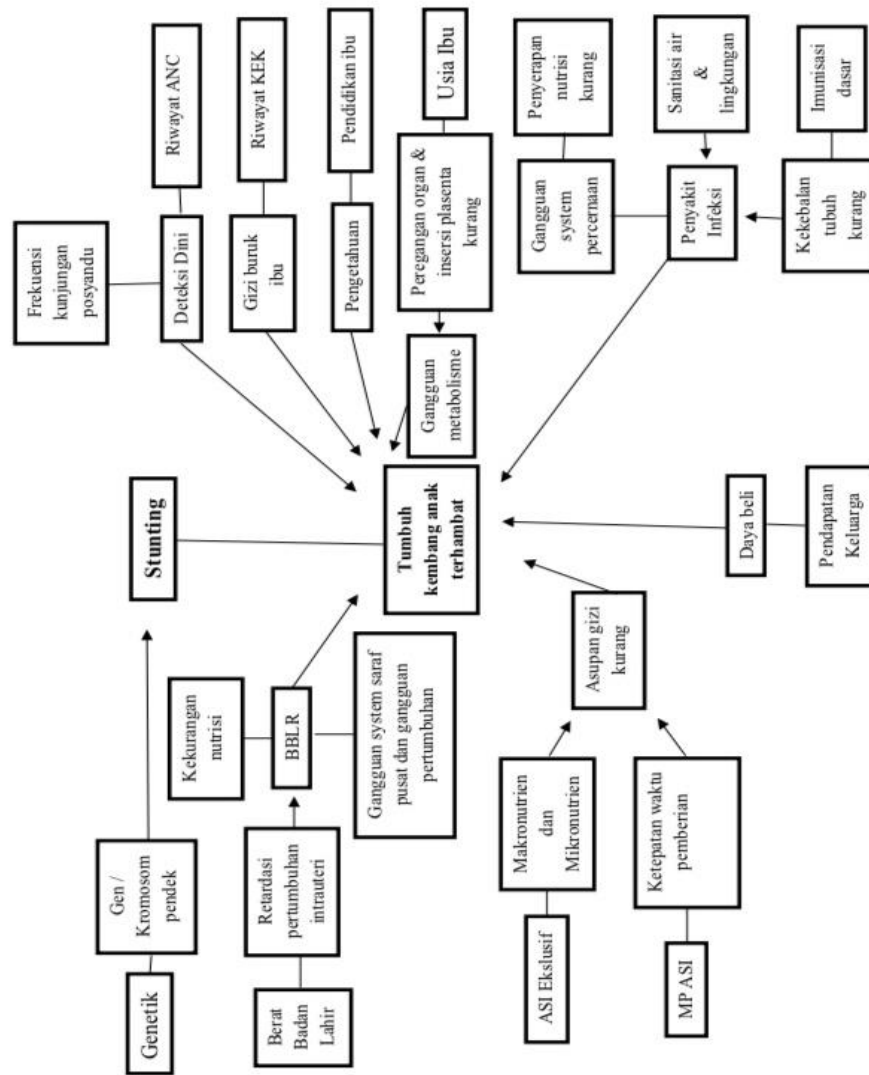 Genetik
Gen /
Kromosom
pendek
Stunting
Frekuensi
kunjungan
posyandu
Deteksi Dini
Riwayat ANC
Berat
Badan
Lahir
Retardasi
pertumbuhan
intrauteri
Kekurangan
nutrisi
BBLR
Gangguan system saraf
pusat dan gangguan
pertumbuhan
Gizi buruk
ibu
Riwayat KEK
Pengetahuan
Pendidikan ibu
Tumbuh
kembang anak
terhambat
Gangguan
metabolisme
Peregangan organ &
insersi plasenta
kurang
Usia Ibu
ASI Ekslusif
Makronutrien
dan
Mikronutrien
Asupan gizi
kurang
MP ASI
Ketepatan waktu
pemberian
Gangguan
system
percernaan
Penyerapan
nutrisi
kurang
Penyakit
Infeksi
Sanitasi air
&
lingkungan
Daya beli
Pendapatan
Keluarga
Kekebalan
tubuh
kurang
Imunisasi
dasar